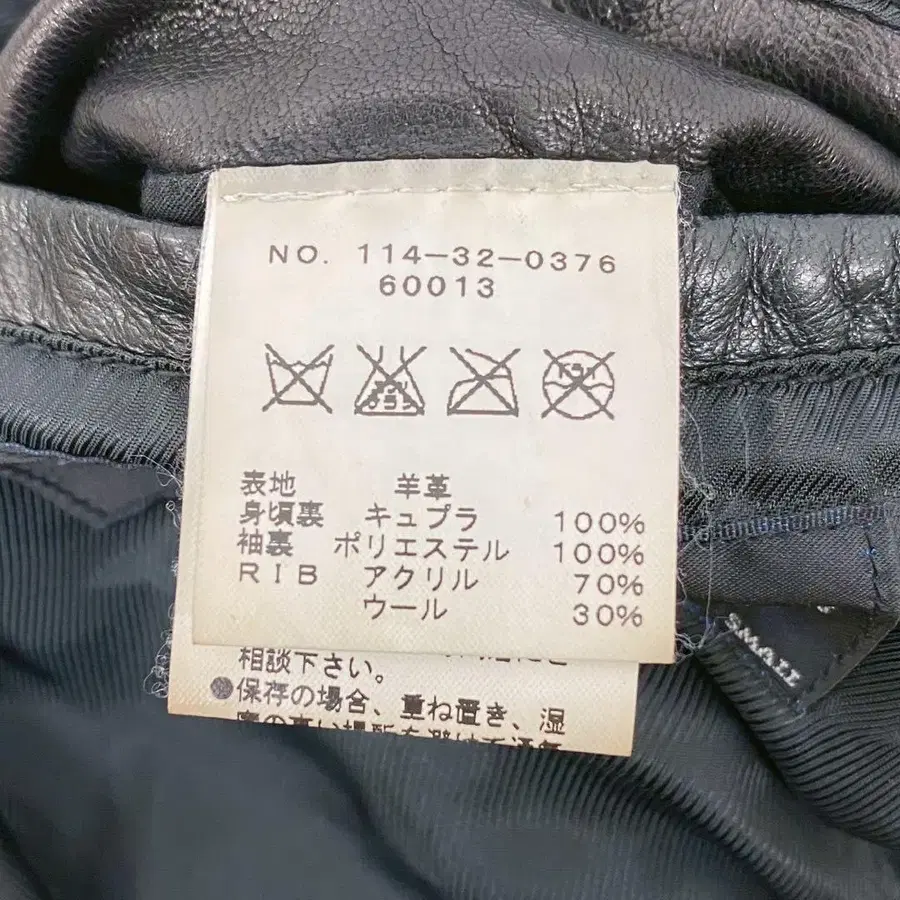 NO. 114-32-0376
60013
表地 羊革
身頃裏 キュプラ 100%
袖裏 ポリエステル 100%
RIB アクリル 70%
ウール 30%
相談下さい。
●保存の場合、重ね置き、湿
SMALL